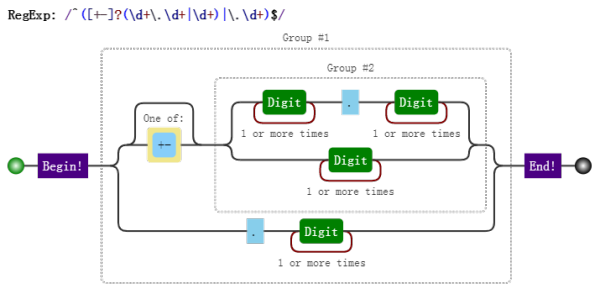 RegExp: /^([+-]?(\d+\.\d+|\d+)|\.\d+)$/
Group #1
Group #2
One of:
Digit . Digit
1 or more times 1 or more times
+-
Begin! Digit End!
1 or more times
. Digit
1 or more times